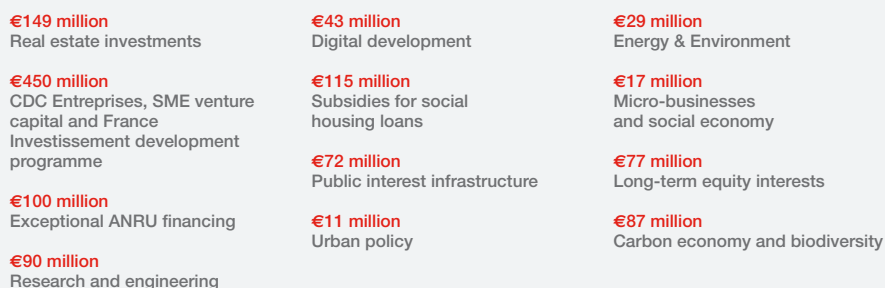 €149 million
Real estate investments
€450 million
CDC Entreprises, SME venture
capital and France
Investissement development
programme
€100 million
Exceptional ANRU financing
€90 million
Research and engineering
€43 million
Digital development
€115 million
Subsidies for social
housing loans
€72 million
Public interest infrastructure
€11 million
Urban policy
€29 million
Energy & Environment
€17 million
Micro-businesses
and social economy
€77 million
Long-term equity interests
€87 million
Carbon economy and biodiversity